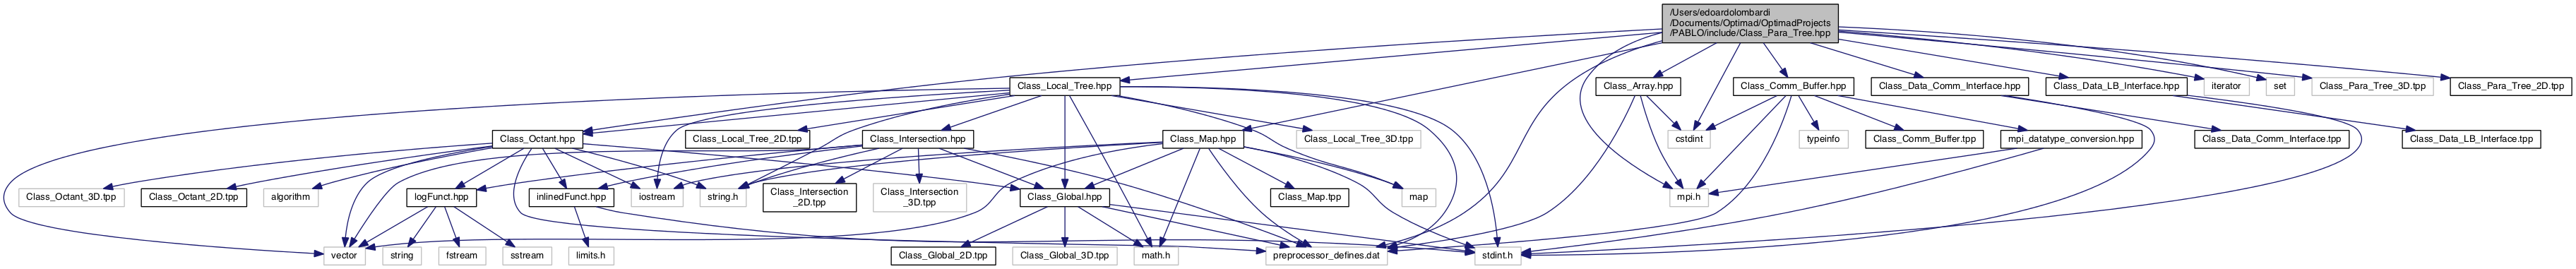 /Users/edoardolombardi
/Documents/Optimad/OptimadProjects
/PABLO/include/Class_Para_Tree.hpp
Class_Local_Tree.hpp
Class_Array.hpp
Class_Comm_Buffer.hpp
Class_Data_Comm_Interface.hpp
Class_Data_LB_Interface.hpp
iterator
set
Class_Para_Tree_3D.tpp
Class_Para_Tree_2D.tpp
Class_Octant.hpp
Class_Local_Tree_2D.tpp
Class_Intersection.hpp
Class_Map.hpp
Class_Local_Tree_3D.tpp
cstdint
typeinfo
Class_Comm_Buffer.tpp
mpi_datatype_conversion.hpp
Class_Data_Comm_Interface.tpp
Class_Data_LB_Interface.tpp
Class_Octant_3D.tpp
Class_Octant_2D.tpp
algorithm
logFunct.hpp
inlinedFunct.hpp
iostream
string.h
Class_Intersection
_2D.tpp
Class_Intersection
_3D.tpp
Class_Global.hpp
Class_Map.tpp
map
mpi.h
vector
string
fstream
sstream
limits.h
Class_Global_2D.tpp
Class_Global_3D.tpp
math.h
preprocessor_defines.dat
stdint.h